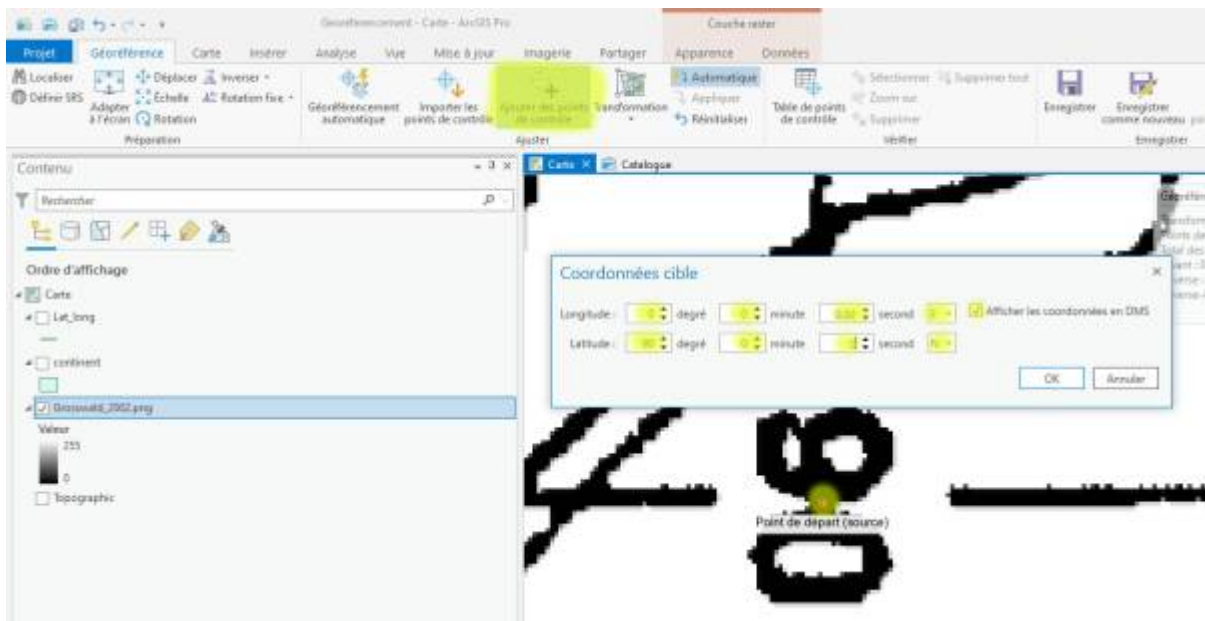 Géoréférencement - Carte - ArcGIS Pro
Couche raster
Projet Géoréférence Carte Insérer Analyse Vue Mise à jour Imagerie Partager Apparence Données
Localiser
Définir SRS
Adapter à l'écran
Déplacer Inverser
Échelle Rotation fixe
Rotation
Préparation
Géoréférencement automatique
Importer les points de contrôle
Ajouter des points de contrôle
Transformation
Automatique
Appliquer
Réinitialiser
Ajuster
Table de points de contrôle
Sélectionner Supprimer tout
Zoom sur
Supprimer
Vérifier
Enregistrer
Enregistrer comme nouveau
Enregistrer
Contenu
Rechercher
Ordre d'affichage
Carte
Lat_long
continent
Grosswald_2002.png
Valeur
255
0
Topographic
Carte Catalogue
Coordonnées cible
Longitude : 0 degré 0 minute second
Afficher les coordonnées en DMS
Latitude : 90 degré 0 minute second N
OK Annuler
Point de départ (source)